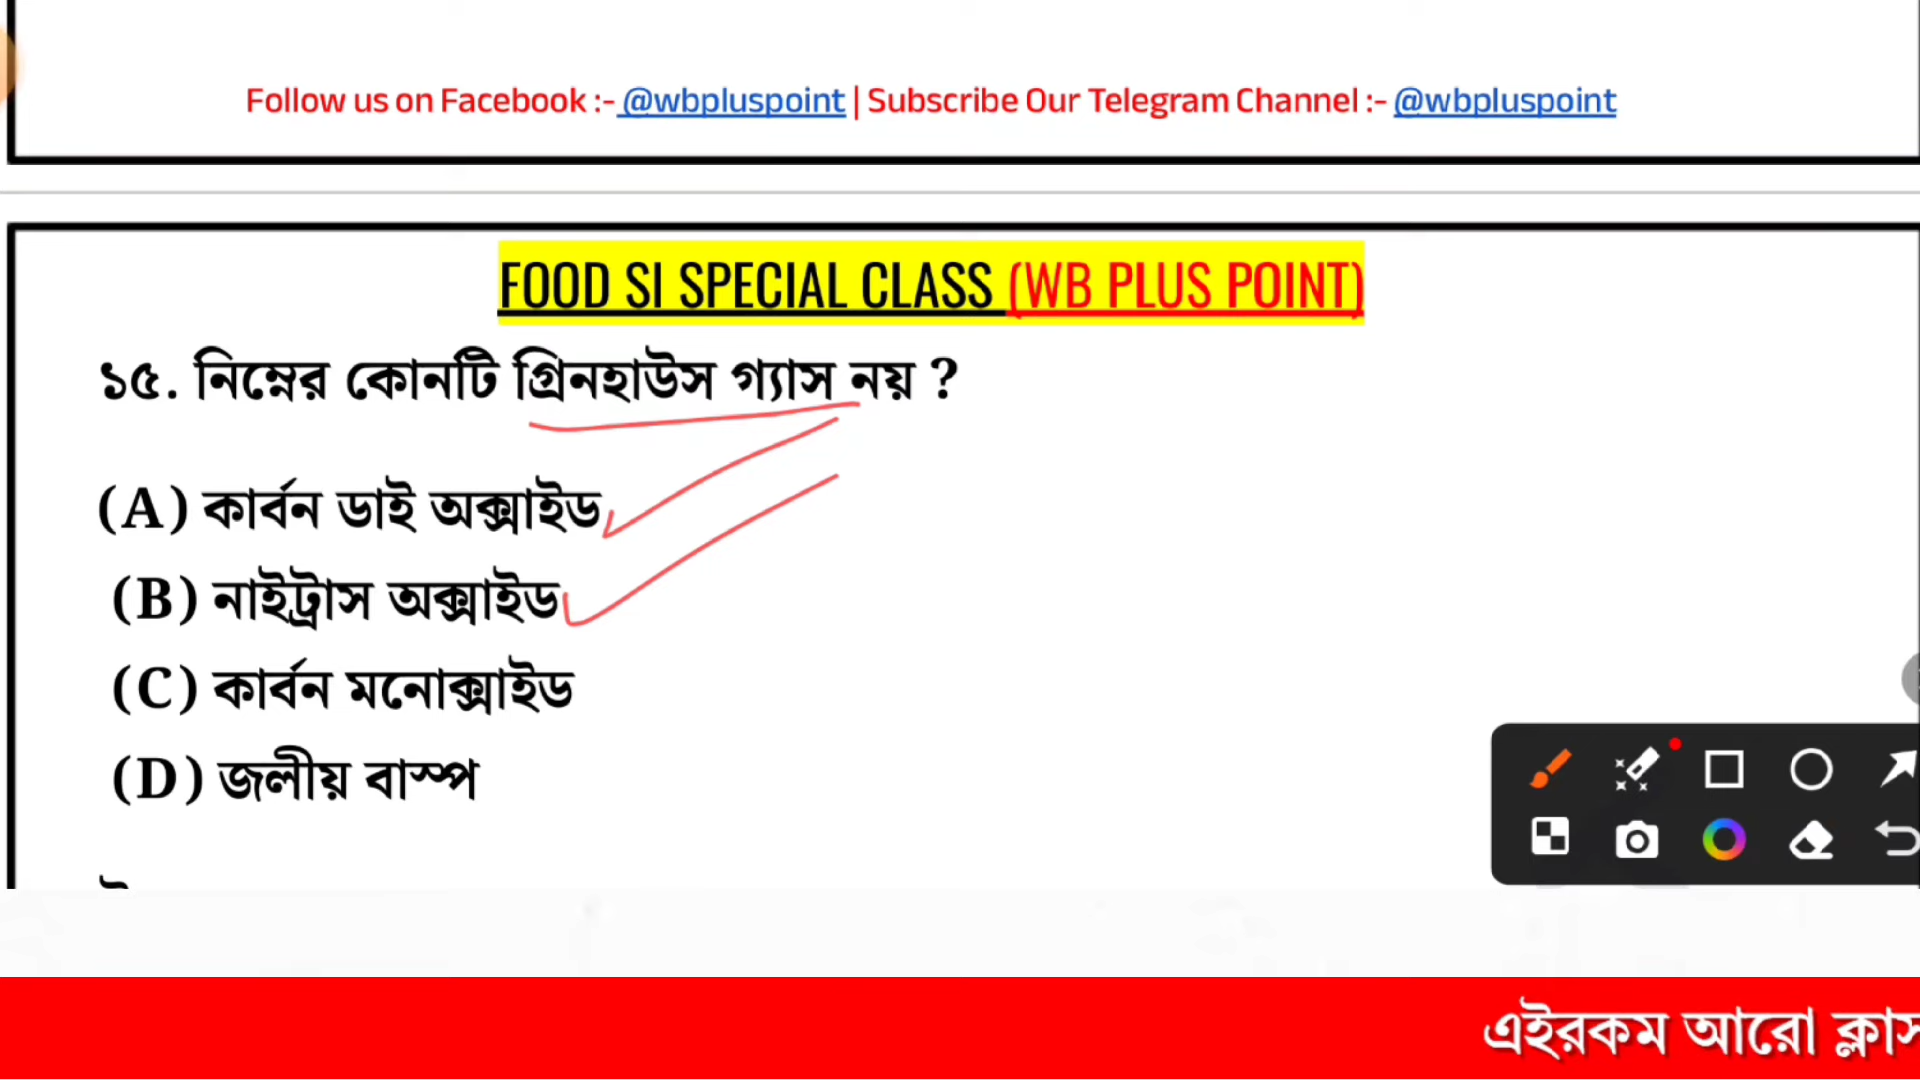 Follow us on Facebook :- @wbpluspoint | Subscribe Our Telegram Channel :- @wbpluspoint
FOOD SI SPECIAL CLASS (WB PLUS POINT)
১৫. নিম্নের কোনটি গ্রিনহাউস গ্যাস নয় ?
(A) কার্বন ডাই অক্সাইড
(B) নাইট্রাস অক্সাইড
(C) কার্বন মনোক্সাইড
(D) জলীয় বাস্প
এইরকম আরো